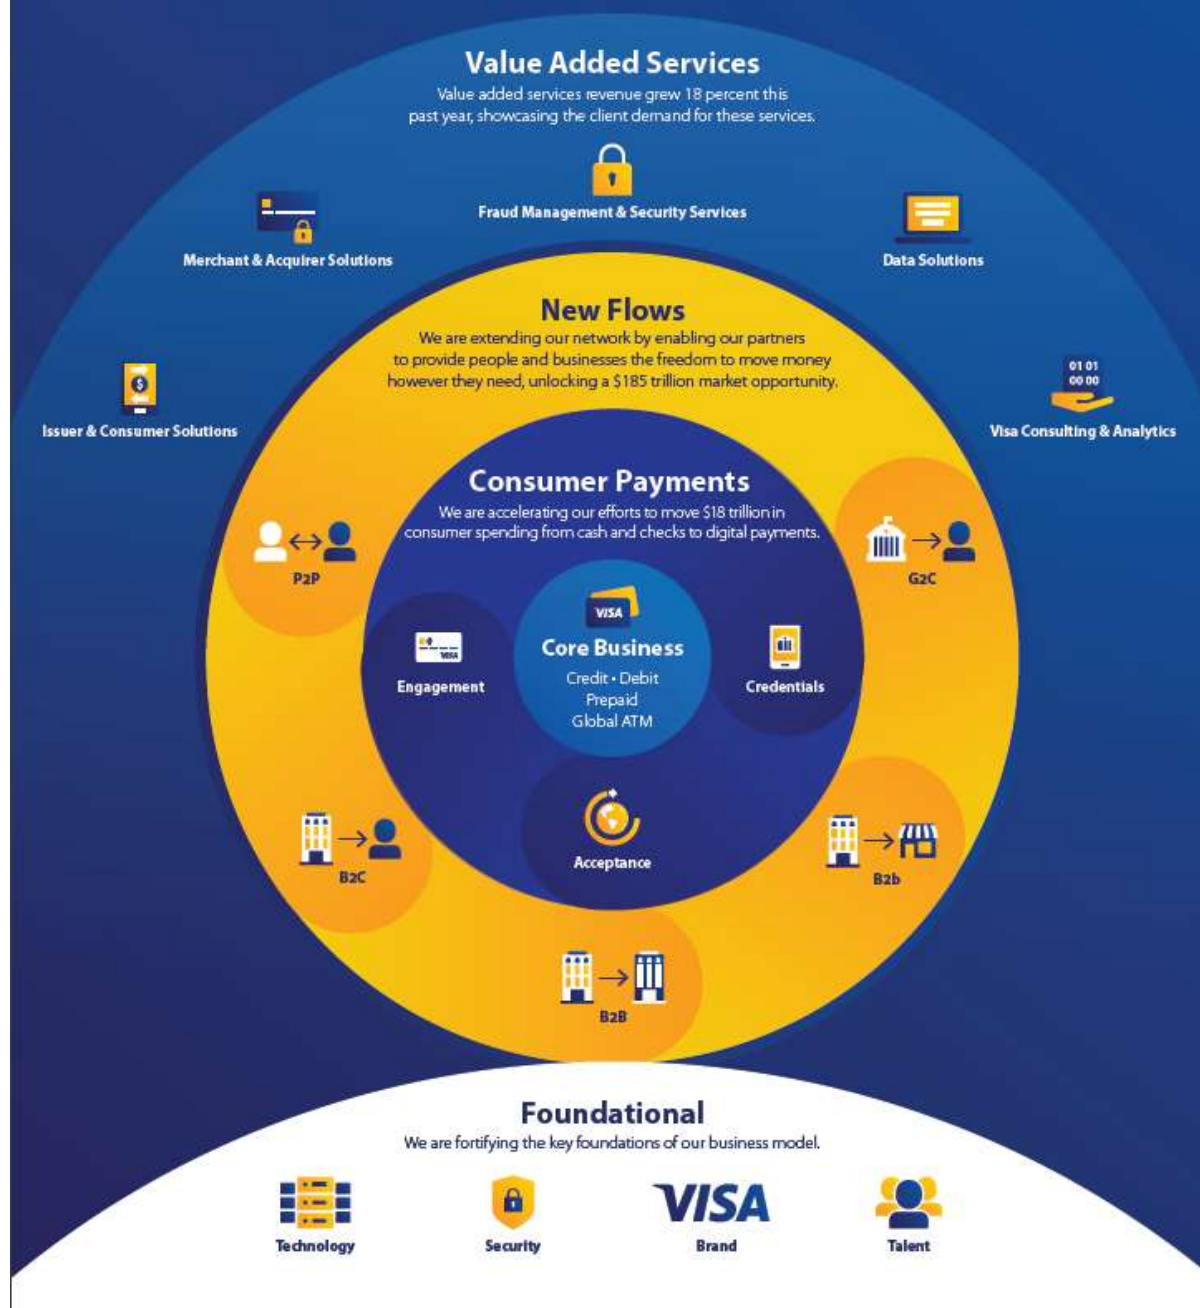 Value Added Services
Value added services revenue grew 18 percent this
past year, showcasing the client demand for these services.
Fraud Management & Security Services
Merchant & Acquirer Solutions
Data Solutions
Issuer & Consumer Solutions
01 01
00 00
Visa Consulting & Analytics
New Flows
We are extending our network by enabling our partners
to provide people and businesses the freedom to move money
however they need, unlocking a $185 trillion market opportunity.
P2P
G2C
B2C
B2b
B2B
Consumer Payments
We are accelerating our efforts to move $18 trillion in
consumer spending from cash and checks to digital payments.
Engagement
VISA
Credentials
Acceptance
VISA
Core Business
Credit • Debit
Prepaid
Global ATM
Foundational
We are fortifying the key foundations of our business model.
Technology
Security
VISA
Brand
Talent